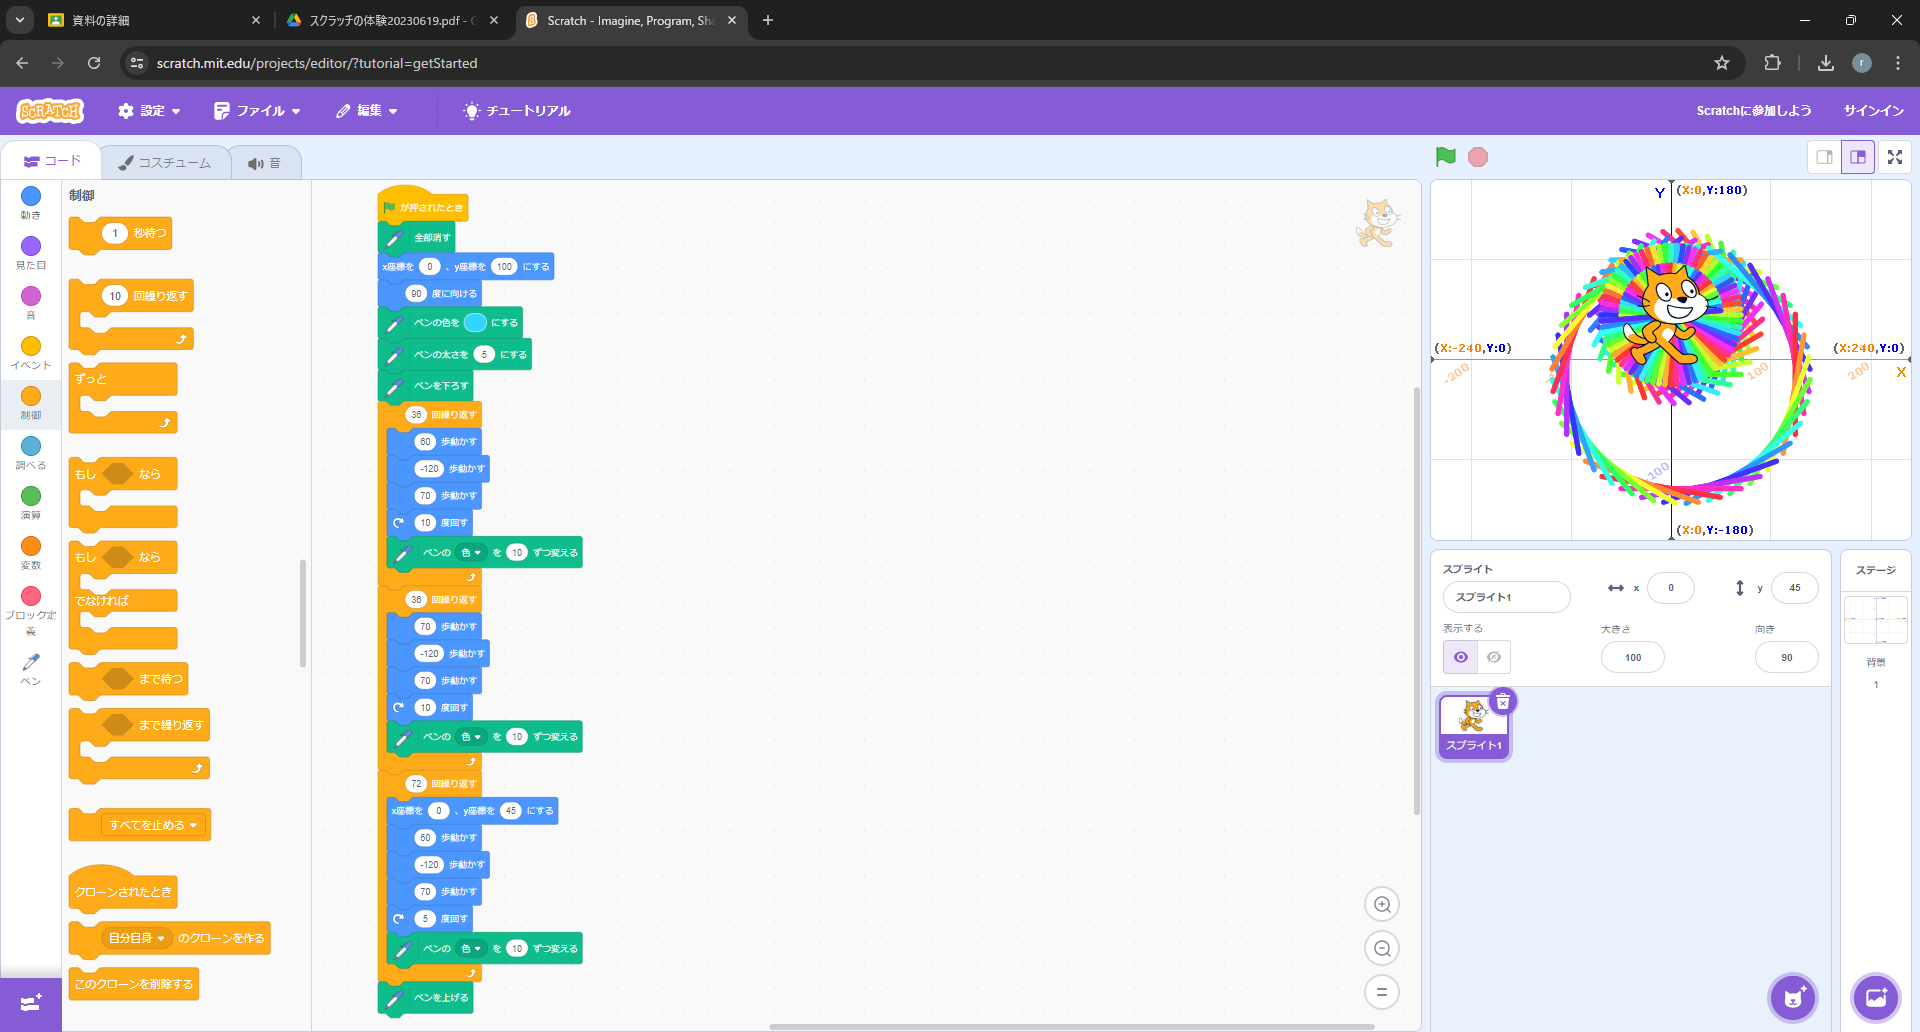 資料の詳細
スクラッチの体験20230619.pdf - G
Scratch - Imagine, Program, Sh
scratch.mit.edu/projects/editor/?tutorial=getStarted
r
SCRATCH
設定
ファイル
編集
チュートリアル
Scratchに参加しよう
サインイン
コード
コスチューム
音
動き
見た目
音
イベント
制御
調べる
演算
変数
ブロック定義
ペン
制御
1 秒待つ
10 回繰り返す
ずっと
もし なら
もし なら
でなければ
まで待つ
まで繰り返す
すべてを止める
クローンされたとき
自分自身 のクローンを作る
このクローンを削除する
が押されたとき
全部消す
x座標を 0 、y座標を 100 にする
90 度に向ける
ペンの色を にする
ペンの太さを 5 にする
ペンを下ろす
36 回繰り返す
60 歩動かす
-120 歩動かす
70 歩動かす
10 度回す
ペンの 色 を 10 ずつ変える
36 回繰り返す
70 歩動かす
-120 歩動かす
70 歩動かす
10 度回す
ペンの 色 を 10 ずつ変える
72 回繰り返す
x座標を 0 、y座標を 45 にする
50 歩動かす
-120 歩動かす
70 歩動かす
5 度回す
ペンの 色 を 10 ずつ変える
ペンを上げる
Y (X:0,Y:180)
(X:-240,Y:0)
(X:240,Y:0)
-200
100
200
X
-100
(X:0,Y:-180)
スプライト
スプライト1
x 0
y 45
表示する
大きさ
100
向き
90
スプライト1
ステージ
背景
1